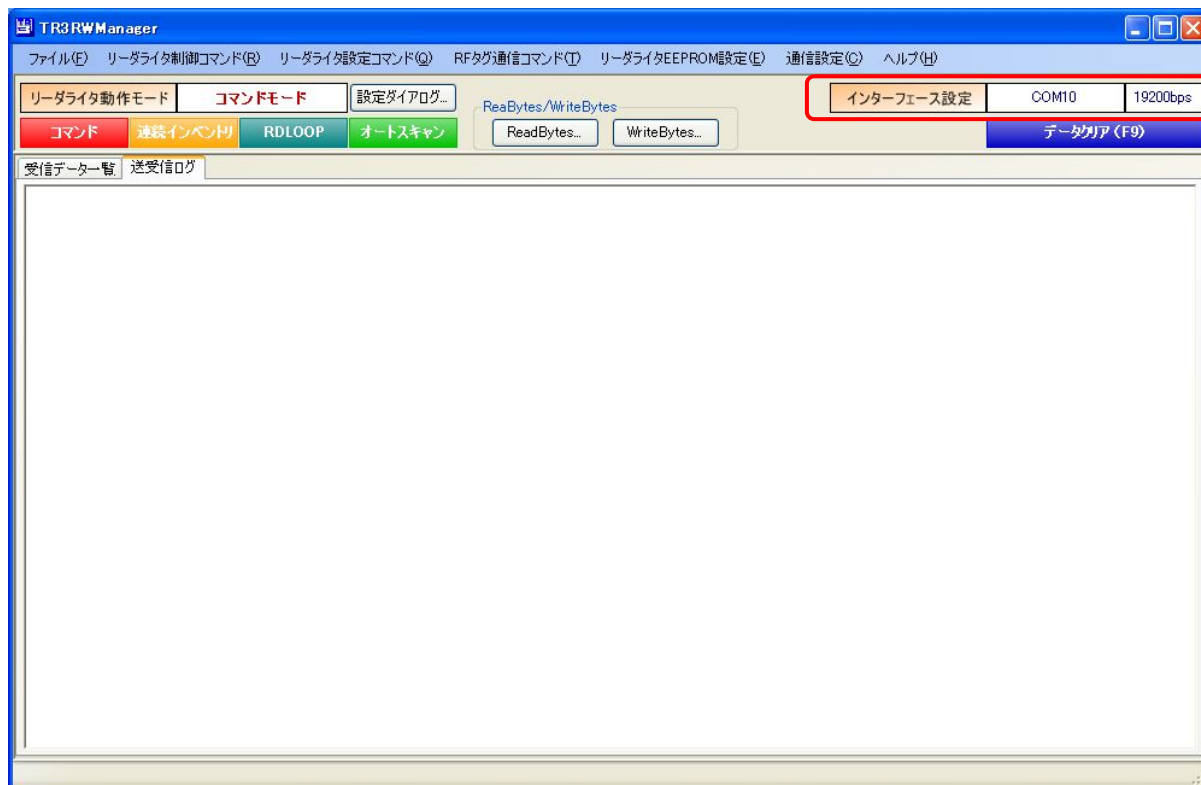 TR3RWManager
ファイル(F) リーダライタ制御コマンド(R) リーダライタ設定コマンド(Q) RFタグ通信コマンド(T) リーダライタEEPROM設定(E) 通信設定(C) ヘルプ(H)
リーダライタ動作モード コマンドモード 設定ダイアログ... ReaBytes/WriteBytes インターフェース設定 COM10 19200bps
コマンド 連続インベントリ RDLOOP オートスキャン ReadBytes... WriteBytes... データクリア(F9)
受信データ一覧 送受信ログ